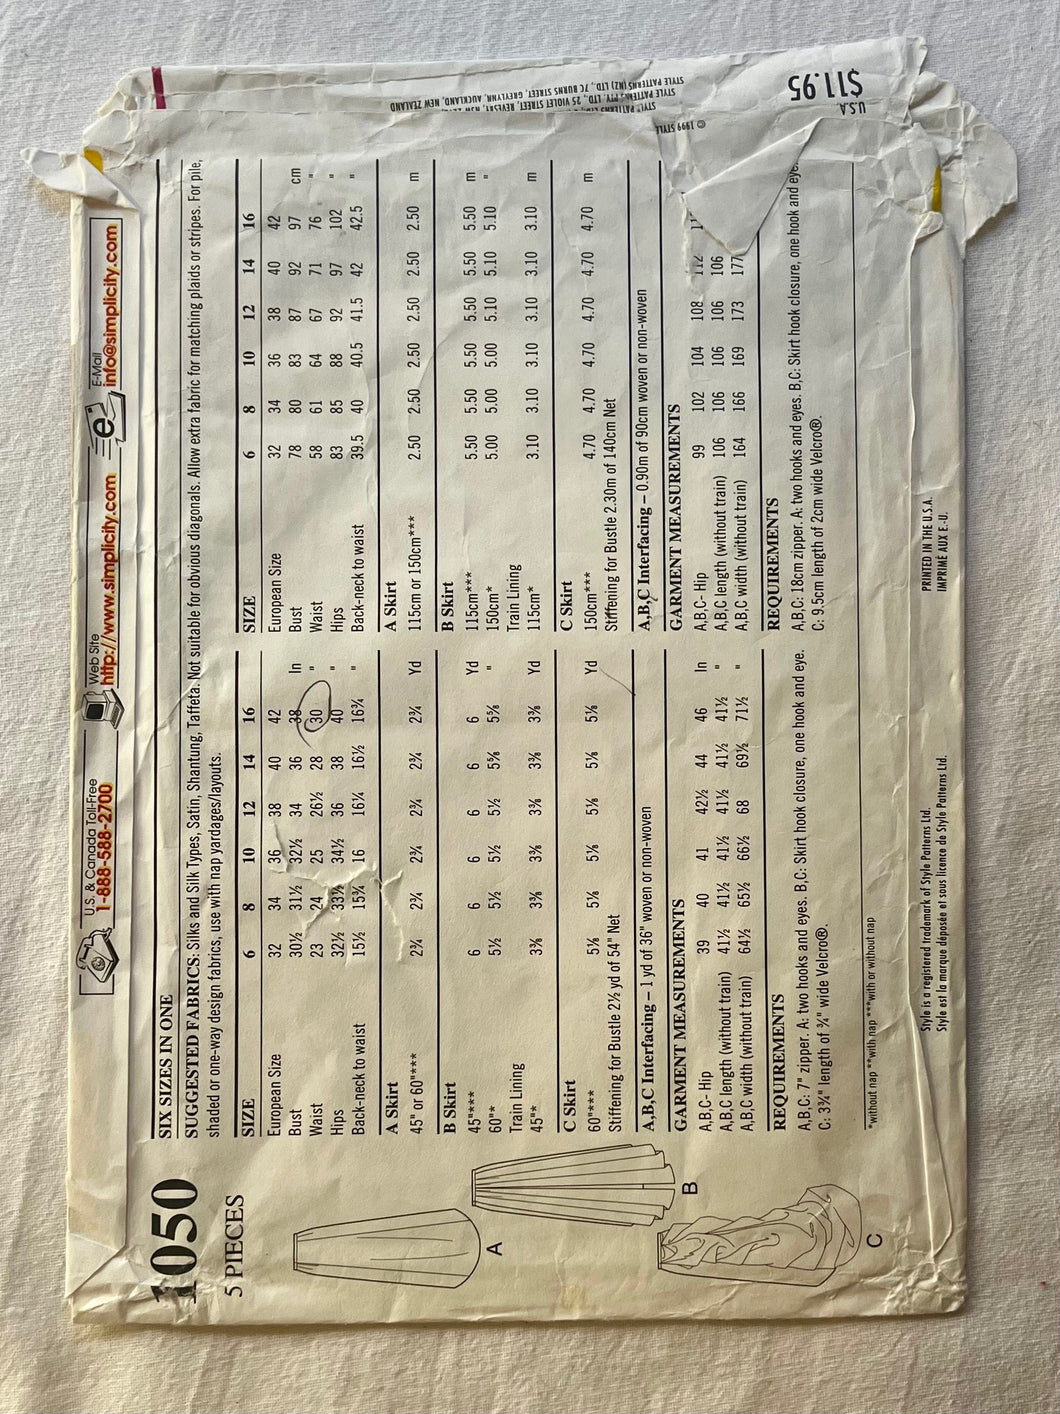 U.S. & Canada Toll-Free
1-888-588-2700
Web Site
http://www.simplicity.com
E-Mail
info@simplicity.com
1050
5 PIECES
SIX SIZES IN ONE
SUGGESTED FABRICS: Silks and Silk Types, Satin, Shantung, Taffeta. Not suitable for obvious diagonals. Allow extra fabric for matching plaids or stripes. For pile,
shaded or one-way design fabrics, use with nap yardages/layouts.
SIZE 6 8 10 12 14 16
European Size 32 34 36 38 40 42
Bust 30½ 31½ 32½ 34 36 38 In
Waist 23 24 25 26½ 28 30 "
Hips 32½ 33½ 34½ 36 38 40 "
Back-neck to waist 15½ 15¾ 16 16¼ 16½ 16¾ "
A Skirt
45" or 60"*** 2¾ 2¾ 2¾ 2¾ 2¾ 2¾ Yd
B Skirt
45"*** 6 6 6 6 6 6 Yd
60"* 5½ 5½ 5½ 5½ 5⅝ 5⅝ "
Train Lining
45"* 3⅜ 3⅜ 3⅜ 3⅜ 3⅜ 3⅜ Yd
C Skirt
60"*** 5⅛ 5⅛ 5⅛ 5⅛ 5⅛ 5⅛ Yd
Stiffening for Bustle 2½ yd of 54" Net
A,B,C Interfacing – 1 yd of 36" woven or non-woven
GARMENT MEASUREMENTS
A,B,C- Hip 39 40 41 42½ 44 46 In
A,B,C length (without train) 41½ 41½ 41½ 41½ 41½ 41½ "
A,B,C width (without train) 64½ 65½ 66½ 68 69½ 71½ "
REQUIREMENTS
A,B,C: 7" zipper. A: two hooks and eyes. B,C: Skirt hook closure, one hook and eye.
C: 3¾" length of ¾" wide Velcro®.
SIZE 6 8 10 12 14 16
European Size 32 34 36 38 40 42
Bust 78 80 83 87 92 97 cm
Waist 58 61 64 67 71 76 "
Hips 83 85 88 92 97 102 "
Back-neck to waist 39.5 40 40.5 41.5 42 42.5 "
A Skirt
115cm or 150cm*** 2.50 2.50 2.50 2.50 2.50 2.50 m
B Skirt
115cm*** 5.50 5.50 5.50 5.50 5.50 5.50 m
150cm* 5.00 5.00 5.00 5.10 5.10 5.10 "
Train Lining
115cm* 3.10 3.10 3.10 3.10 3.10 3.10 m
C Skirt
150cm*** 4.70 4.70 4.70 4.70 4.70 4.70 m
Stiffening for Bustle 2.30m of 140cm Net
A,B,C Interfacing – 0.90m of 90cm woven or non-woven
GARMENT MEASUREMENTS
A,B,C- Hip 99 102 104 108 112
A,B,C length (without train) 106 106 106 106 106
A,B,C width (without train) 164 166 169 173 177
REQUIREMENTS
A,B,C: 18cm zipper. A: two hooks and eyes. B,C: Skirt hook closure, one hook and eye.
C: 9.5cm length of 2cm wide Velcro®.
A
B
C
*without nap **with nap ***with or without nap
Style is a registered trademark of Style Patterns Ltd.
Style est la marque déposée et sous licence de Style Patterns Ltd.
PRINTED IN THE U.S.A.
IMPRIMÉ AUX É.-U.
© 1999 STYLE
STYLE PATTERNS PTY. LTD., 25 VIOLET STREET, REVESBY,
STYLE PATTERNS (NZ) LTD., 7C BURNS STREET, GREYLYNN, AUCKLAND, NEW ZEALAND
U.S.A.
$11.95